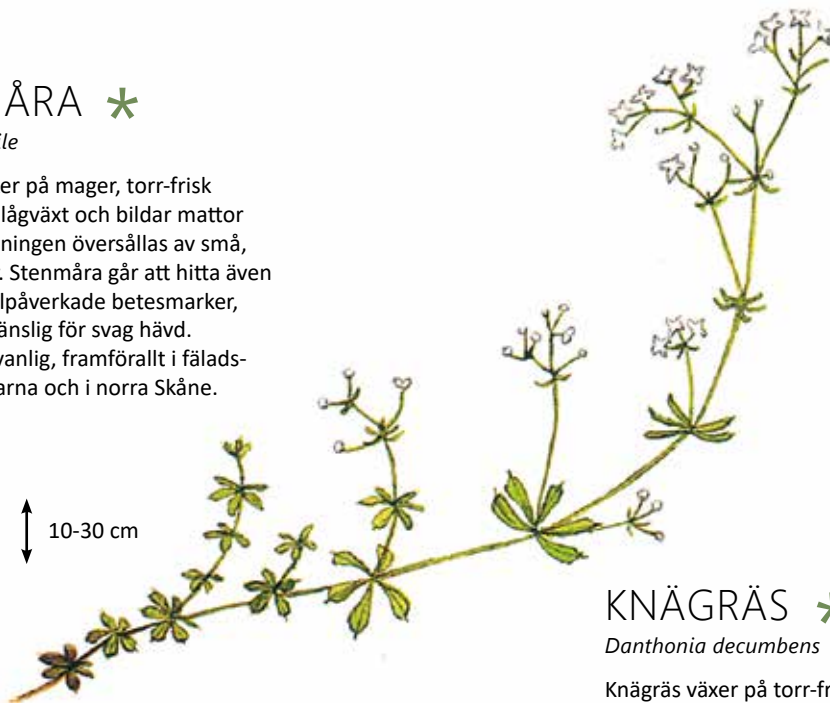 ÅRA *
ile
er på mager, torr-frisk
lågväxt och bildar mattor
ningen översållas av små,
. Stenmåra går att hitta även
lpåverkade betesmarker,
änslig för svag hävd.
vanlig, framförallt i fälads-
arna och i norra Skåne.
10-30 cm
KNÄGRÄS *
Danthonia decumbens
Knägräs växer på torr-fr